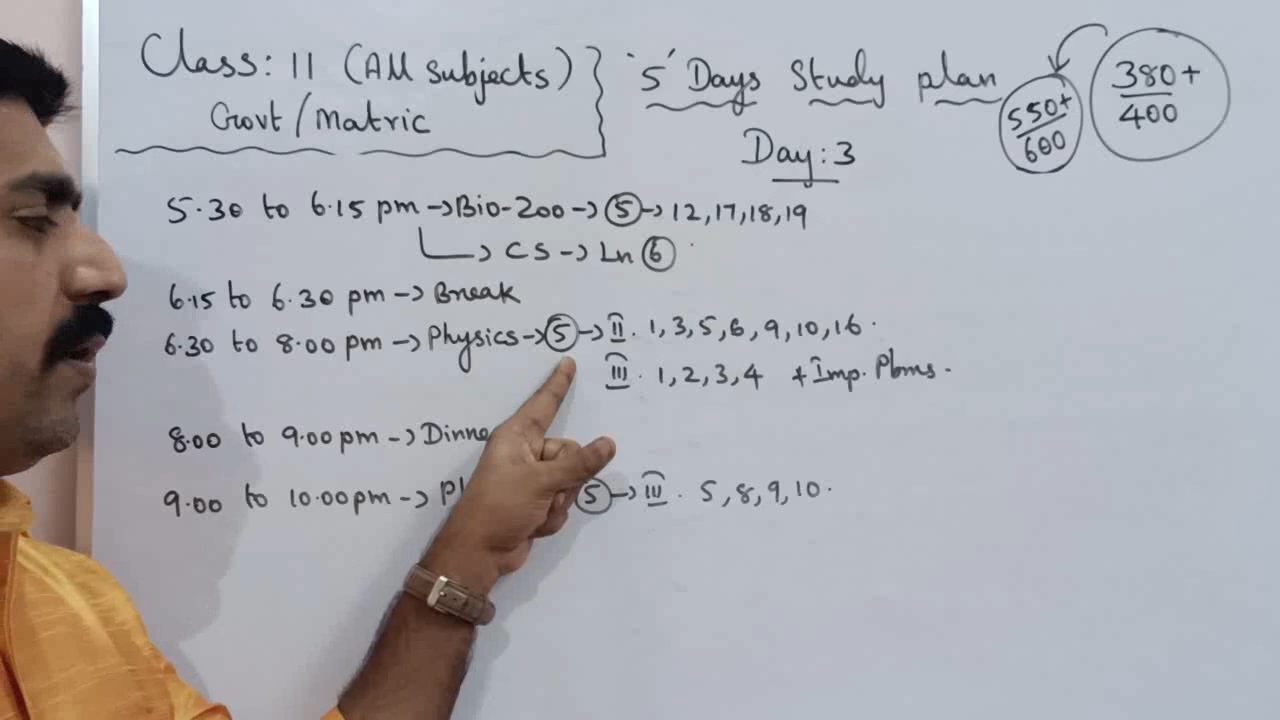 Class: 11 (All Subjects)
Govt/Matric
'5' Days Study plan
550+/600
380+/400
Day: 3
5.30 to 6.15 pm → Bio-Zoo → 5 → 12, 17, 18, 19
→ CS → Ln 6
6.15 to 6.30 pm → Break
6.30 to 8.00 pm → Physics → 5 → II. 1, 3, 5, 6, 9, 10, 16.
III. 1, 2, 3, 4 + Imp. Pbms.
8.00 to 9.00 pm → Dinne
9.00 to 10.00 pm → 5 → III. 5, 8, 9, 10.